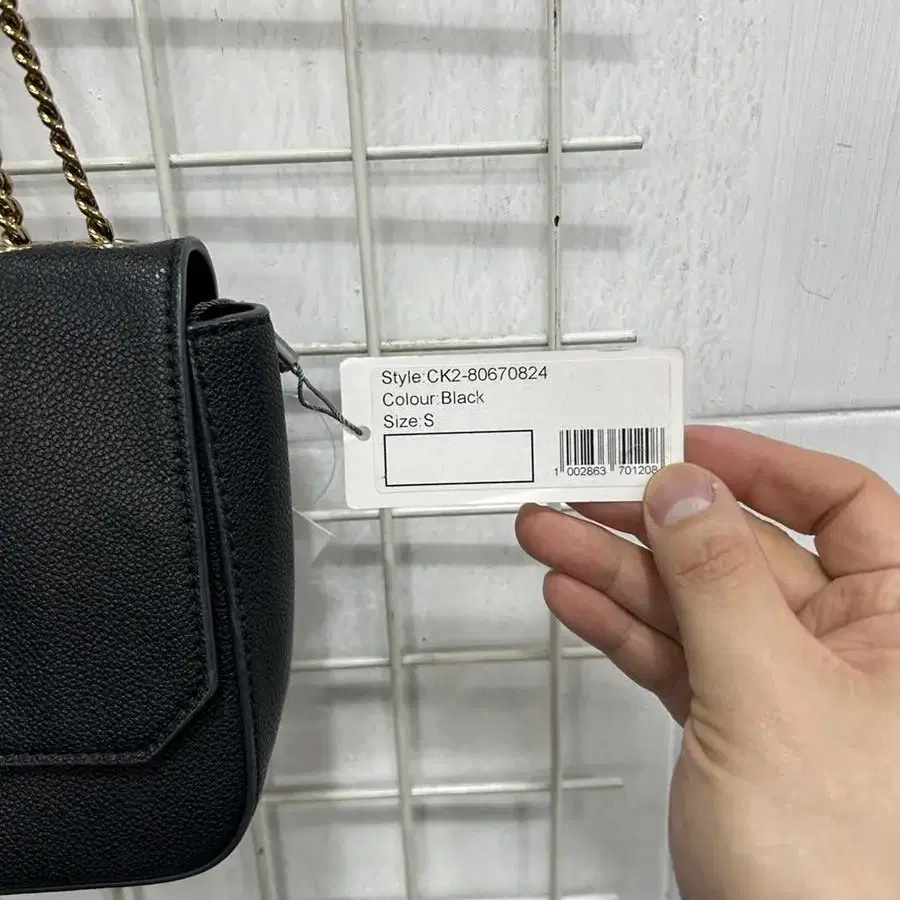 Style:CK2-80670824
Colour:Black
Size:S
1 002863 701208